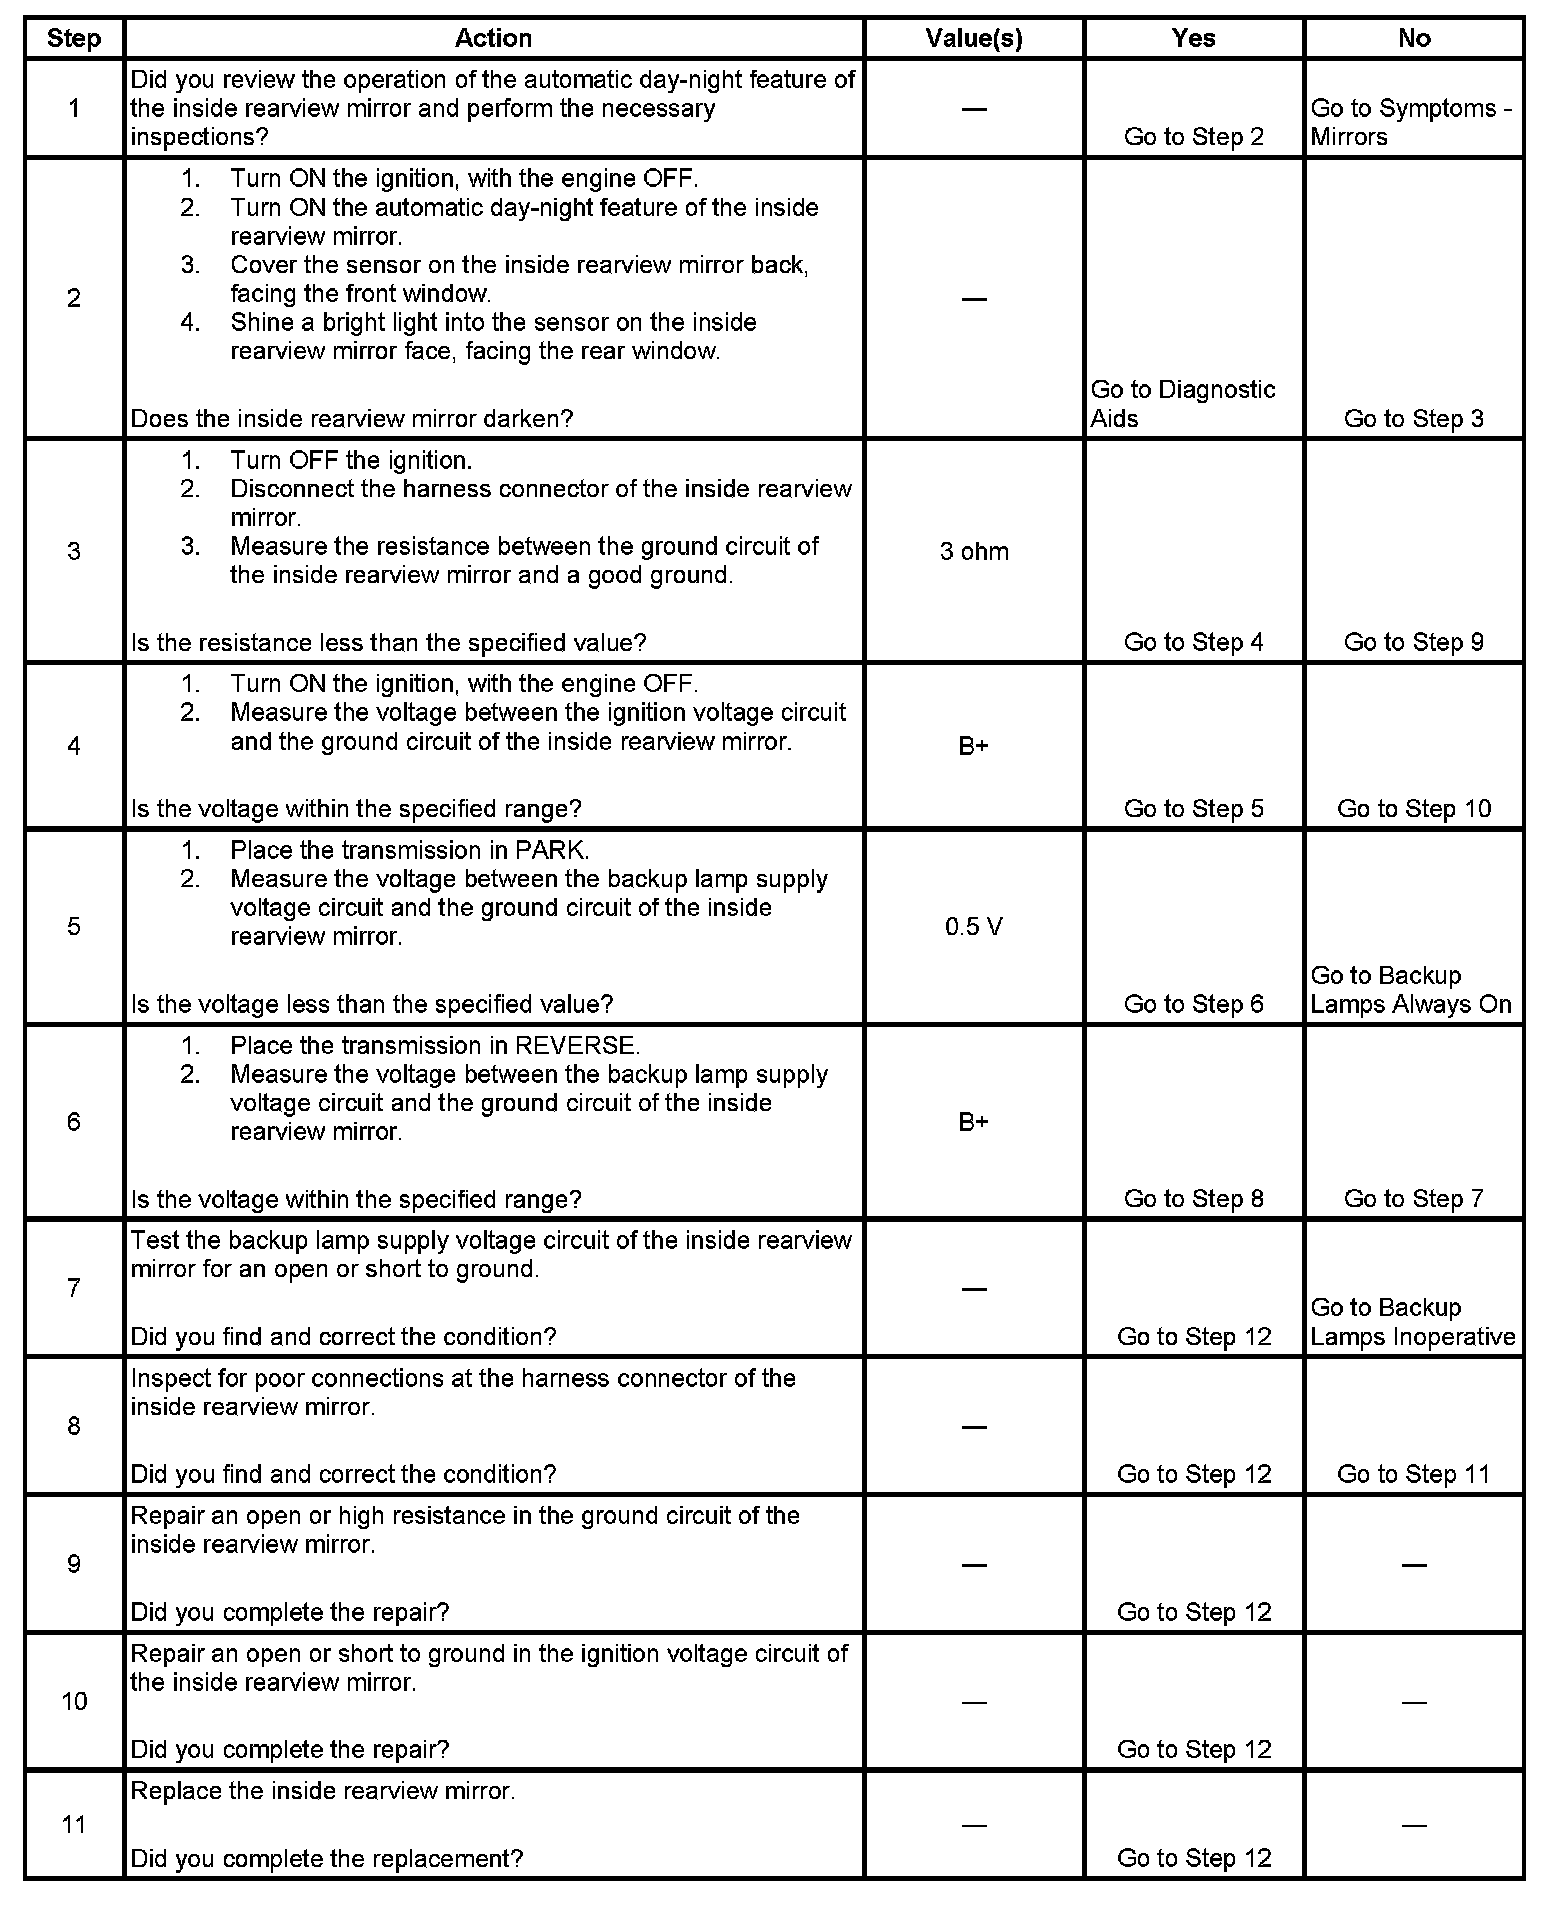 Step Action Value(s) Yes No
1
Did you review the operation of the automatic day-night feature of
the inside rearview mirror and perform the necessary
inspections?
—
Go to Step 2
Go to Symptoms -
Mirrors
2
1. Turn ON the ignition, with the engine OFF.
2. Turn ON the automatic day-night feature of the inside
rearview mirror.
3. Cover the sensor on the inside rearview mirror back,
facing the front window.
4. Shine a bright light into the sensor on the inside
rearview mirror face, facing the rear window.
Does the inside rearview mirror darken?
—
Go to Diagnostic
Aids
Go to Step 3
3
1. Turn OFF the ignition.
2. Disconnect the harness connector of the inside rearview
mirror.
3. Measure the resistance between the ground circuit of
the inside rearview mirror and a good ground.
Is the resistance less than the specified value?
3 ohm
Go to Step 4
Go to Step 9
4
1. Turn ON the ignition, with the engine OFF.
2. Measure the voltage between the ignition voltage circuit
and the ground circuit of the inside rearview mirror.
Is the voltage within the specified range?
B+
Go to Step 5
Go to Step 10
5
1. Place the transmission in PARK.
2. Measure the voltage between the backup lamp supply
voltage circuit and the ground circuit of the inside
rearview mirror.
Is the voltage less than the specified value?
0.5 V
Go to Step 6
Go to Backup
Lamps Always On
6
1. Place the transmission in REVERSE.
2. Measure the voltage between the backup lamp supply
voltage circuit and the ground circuit of the inside
rearview mirror.
Is the voltage within the specified range?
B+
Go to Step 8
Go to Step 7
7
Test the backup lamp supply voltage circuit of the inside rearview
mirror for an open or short to ground.
Did you find and correct the condition?
—
Go to Step 12
Go to Backup
Lamps Inoperative
8
Inspect for poor connections at the harness connector of the
inside rearview mirror.
Did you find and correct the condition?
—
Go to Step 12
Go to Step 11
9
Repair an open or high resistance in the ground circuit of the
inside rearview mirror.
Did you complete the repair?
—
Go to Step 12
—
10
Repair an open or short to ground in the ignition voltage circuit of
the inside rearview mirror.
Did you complete the repair?
—
Go to Step 12
—
11
Replace the inside rearview mirror.
Did you complete the replacement?
—
Go to Step 12
—